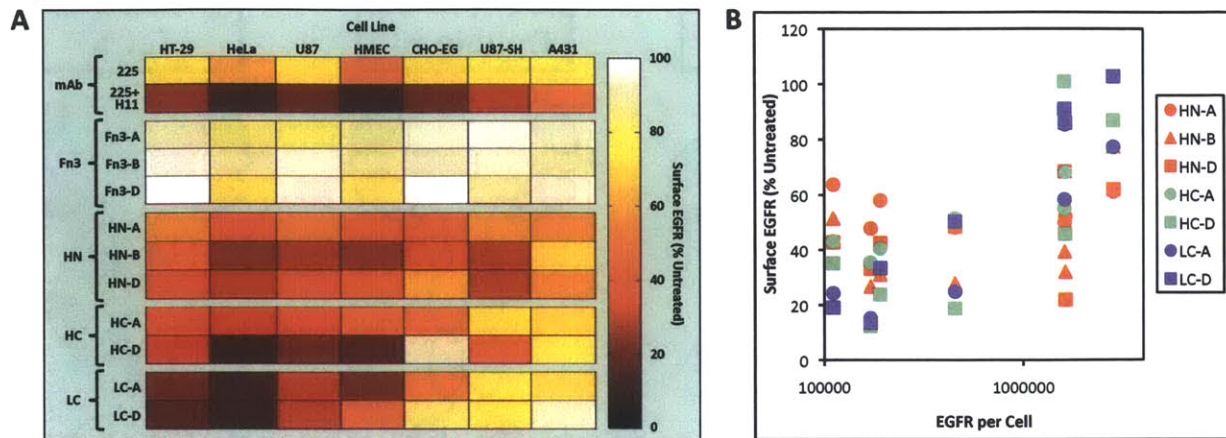 A
Cell Line
HT-29 HeLa U87 HMEC CHO-EG U87-SH A431
mAb
225
225+
H11
Fn3
Fn3-A
Fn3-B
Fn3-D
HN
HN-A
HN-B
HN-D
HC
HC-A
HC-D
LC
LC-A
LC-D
100
80
60
40
20
0
Surface EGFR (% Untreated)
B
Surface EGFR (% Untreated)
120
100
80
60
40
20
0
100000 1000000
EGFR per Cell
HN-A
HN-B
HN-D
HC-A
HC-D
LC-A
LC-D